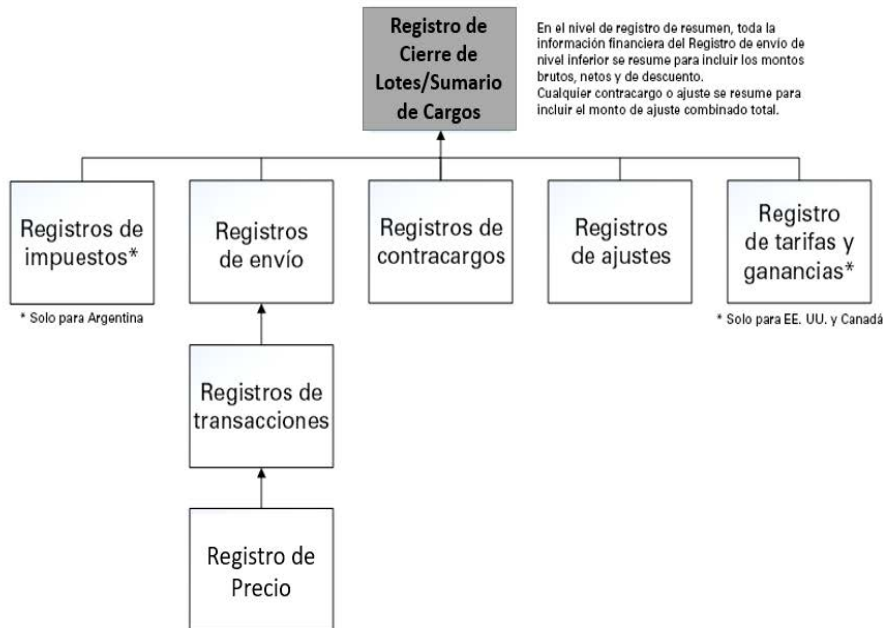 Registro de
Cierre de
Lotes/Sumario
de Cargos
En el nivel de registro de resumen, toda la
información financiera del Registro de envío de
nivel inferior se resume para incluir los montos
brutos, netos y de descuento.
Cualquier contracargo o ajuste se resume para
incluir el monto de ajuste combinado total.
Registros de
impuestos*
* Solo para Argentina
Registros
de envío
Registros de
contracargos
Registros
de ajustes
Registro
de tarifas y
ganancias*
* Solo para EE. UU. y Canadá
Registros de
transacciones
Registro de
Precio